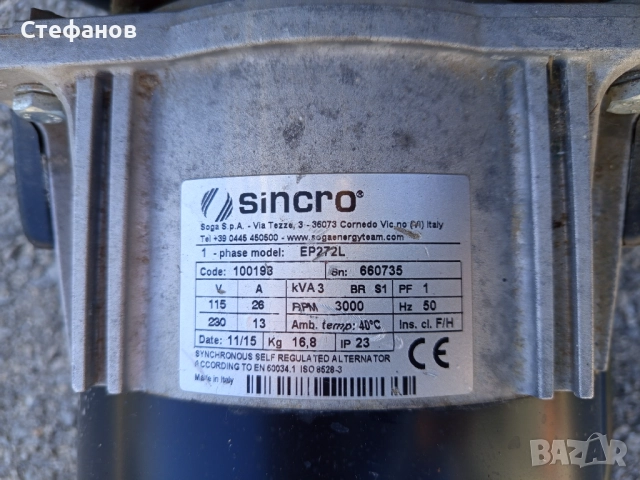 Стефанов
sincro®
Soga S.p.A. - Via Tezze, 3 - 36073 Cornedo Vic.no (VI) Italy
Tel +39 0445 450500 - www.sogaenergyteam.com
1 - phase model: EP272L
Code: 100193 Sn: 660735
V A kVA 3 BR S1 PF 1
115 26 RPM 3000 Hz 50
230 13 Amb. temp: 40°C Ins. cl. F/H
Date: 11/15 Kg 16,8 IP 23
SYNCHRONOUS SELF REGULATED ALTERNATOR
ACCORDING TO EN 60034.1 ISO 8528-3
Made in Italy
CE
BAZAR